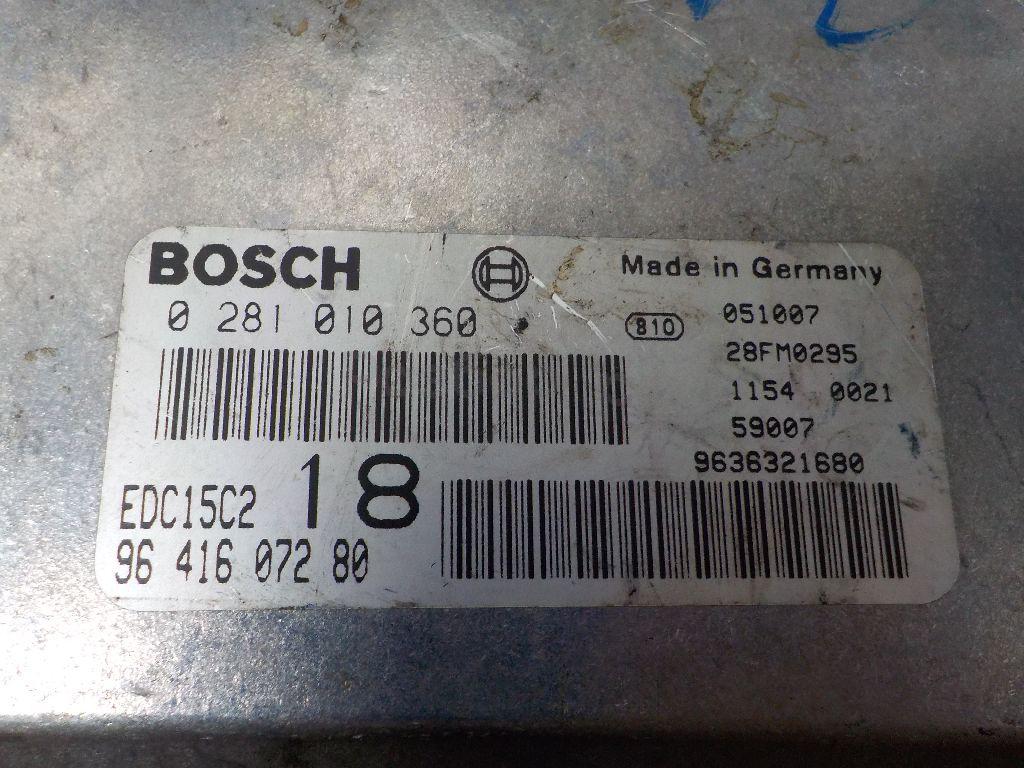 BOSCH
Made in Germany
0 281 010 360
810
051007
28FM0295
1154 0021
59007
9636321680
EDC15C2 18
96 416 072 80